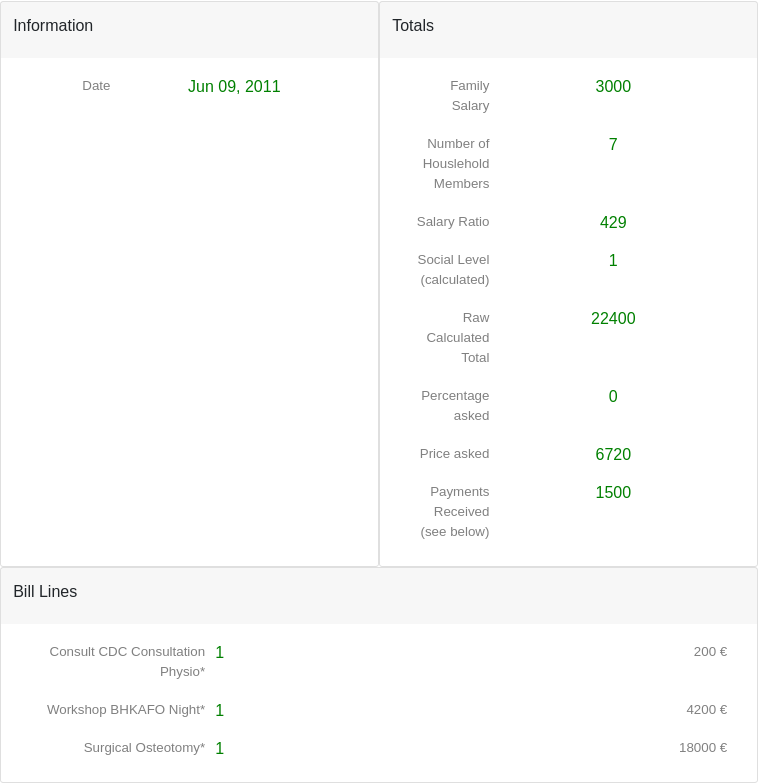 Information
Date Jun 09, 2011
Totals
Family 3000
Salary
Number of 7
Houslehold
Members
Salary Ratio 429
Social Level 1
(calculated)
Raw 22400
Calculated
Total
Percentage 0
asked
Price asked 6720
Payments 1500
Received
(see below)
Bill Lines
Consult CDC Consultation 1 200 €
Physio*
Workshop BHKAFO Night* 1 4200 €
Surgical Osteotomy* 1 18000 €